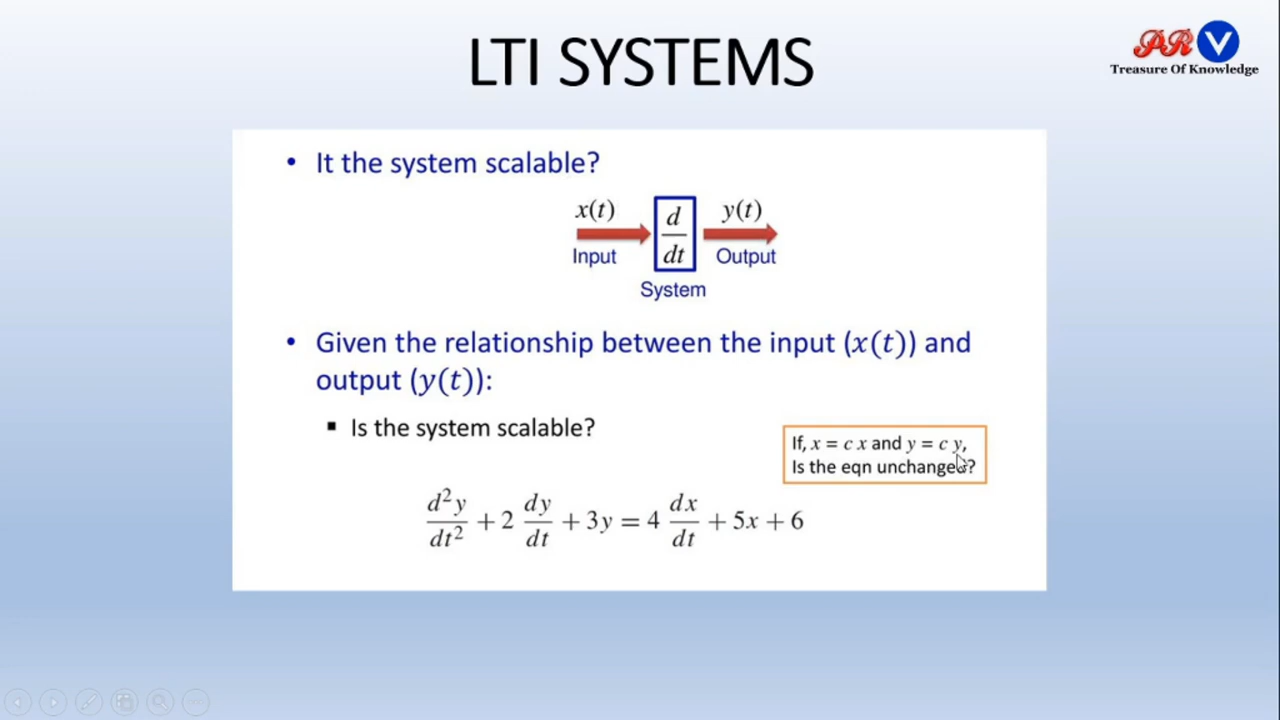 LTI SYSTEMS
PR V
Treasure Of Knowledge
• It the system scalable?
x(t) d/dt y(t)
Input Output
System
• Given the relationship between the input (x(t)) and
output (y(t)):
▪ Is the system scalable?
If, x = c x and y = c y,
Is the eqn unchanged?
d²y/dt² + 2 dy/dt + 3y = 4 dx/dt + 5x + 6